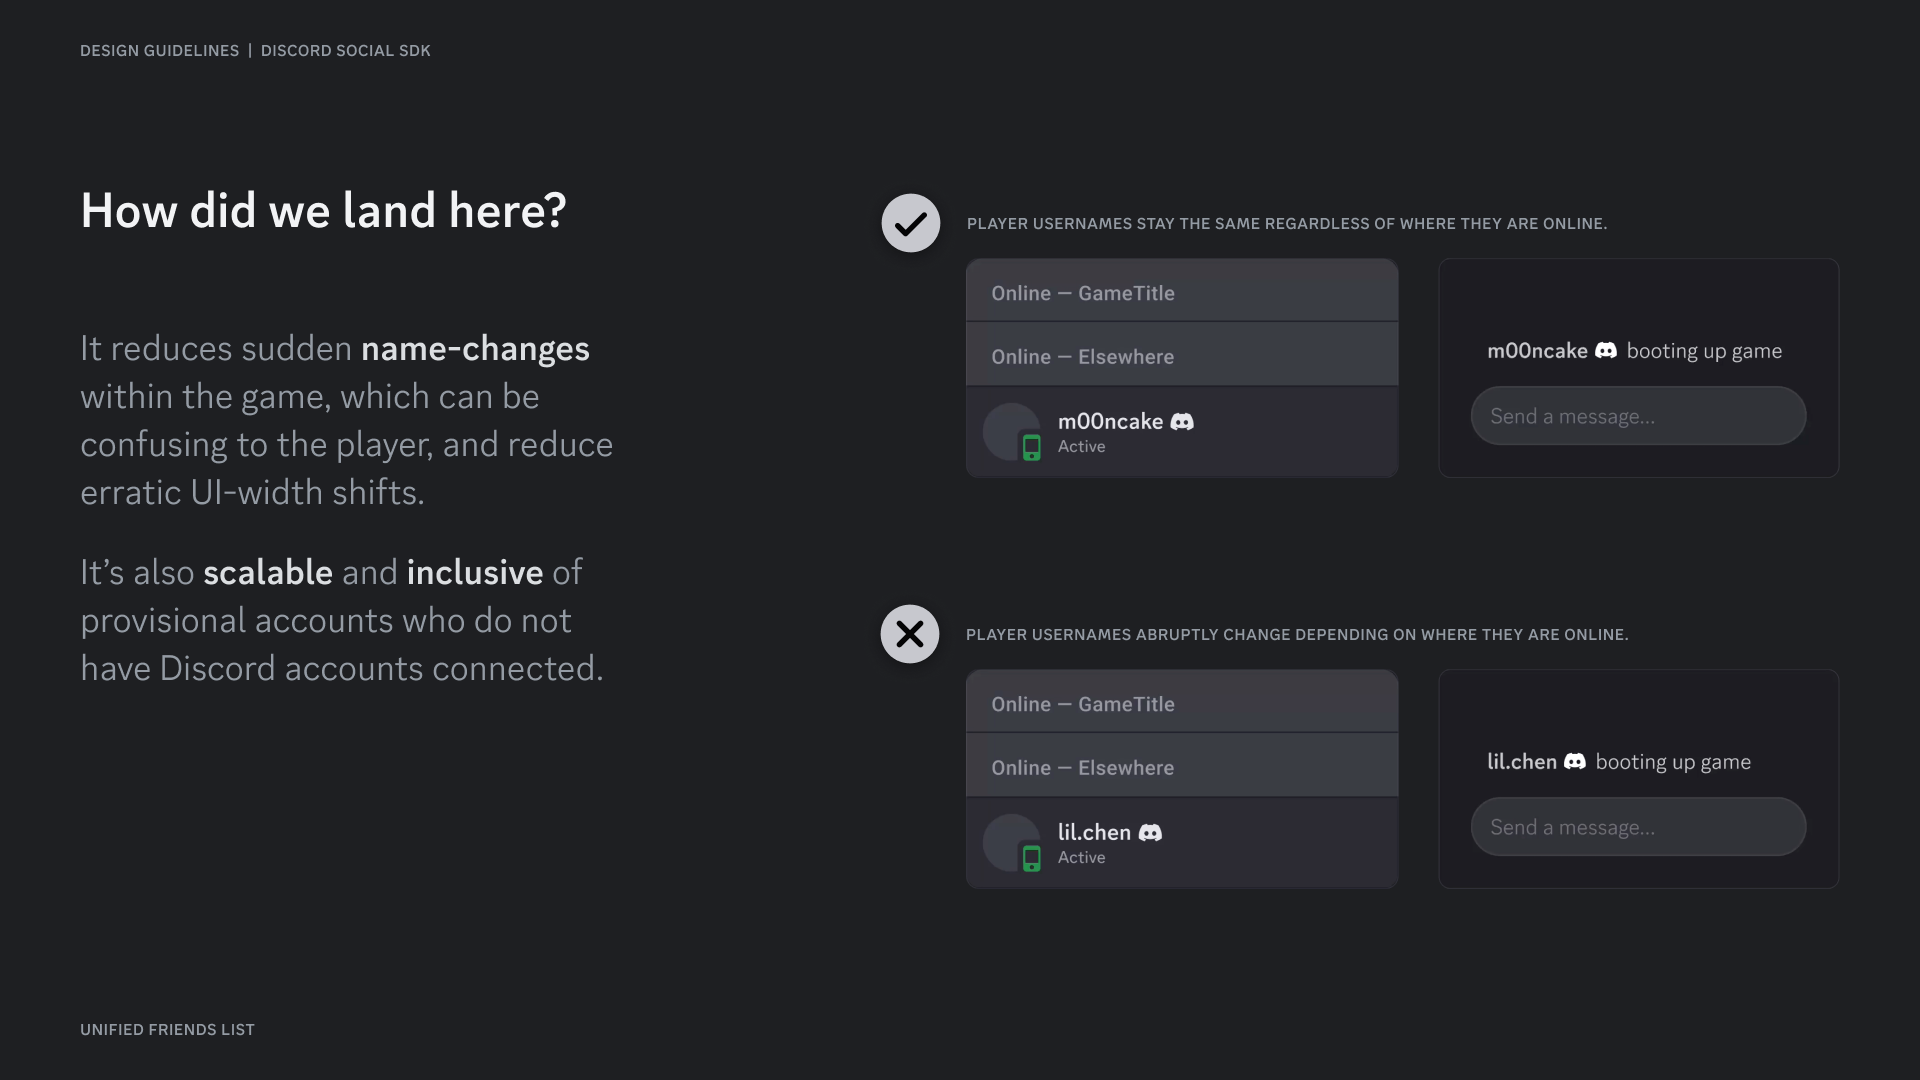 DESIGN GUIDELINES | DISCORD SOCIAL SDK
How did we land here?
It reduces sudden name-changes
within the game, which can be
confusing to the player, and reduce
erratic UI-width shifts.
It’s also scalable and inclusive of
provisional accounts who do not
have Discord accounts connected.
PLAYER USERNAMES STAY THE SAME REGARDLESS OF WHERE THEY ARE ONLINE.
Online — GameTitle
Online — Elsewhere
m00ncake
Active
m00ncake booting up game
Send a message...
PLAYER USERNAMES ABRUPTLY CHANGE DEPENDING ON WHERE THEY ARE ONLINE.
Online — GameTitle
Online — Elsewhere
lil.chen
Active
lil.chen booting up game
Send a message...
UNIFIED FRIENDS LIST